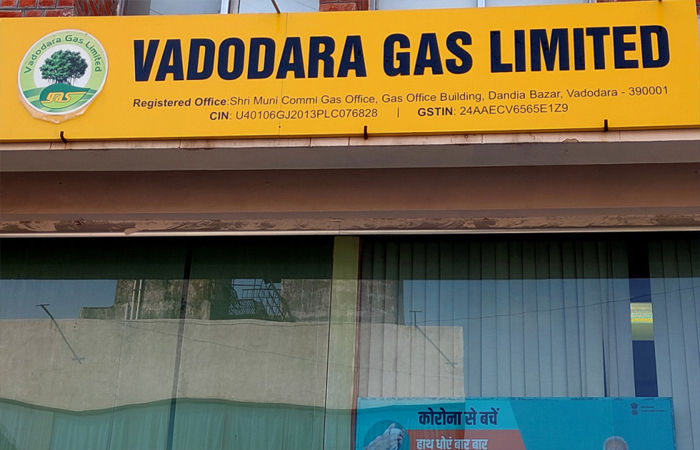 Vadodara Gas Limited
gas
VADODARA GAS LIMITED
Registered Office:Shri Muni Commi Gas Office, Gas Office Building, Dandia Bazar, Vadodara - 390001
CIN: U40106GJ2013PLC076828 | GSTIN: 24AAECV6565E1Z9
कोरोना से बचें
हाथ धोएं बार बार